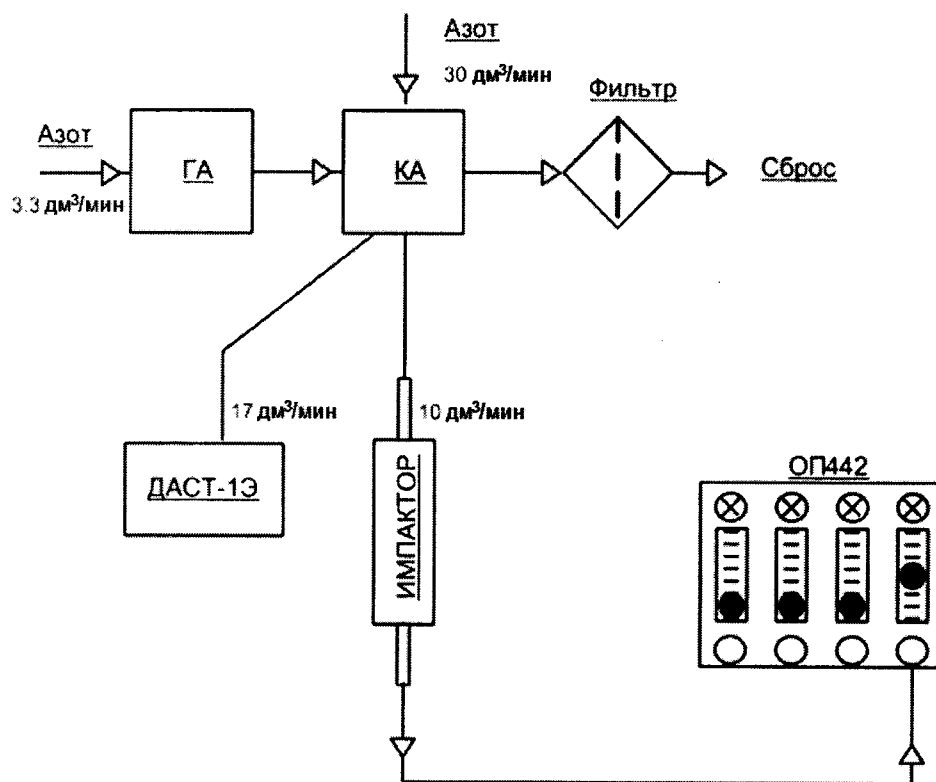 Азот
30 дм³/мин
Фильтр
Азот
ГА
КА
Сброс
3.3 дм³/мин
17 дм³/мин
10 дм³/мин
ДАСТ-1Э
ИМПАКТОР
ОП442